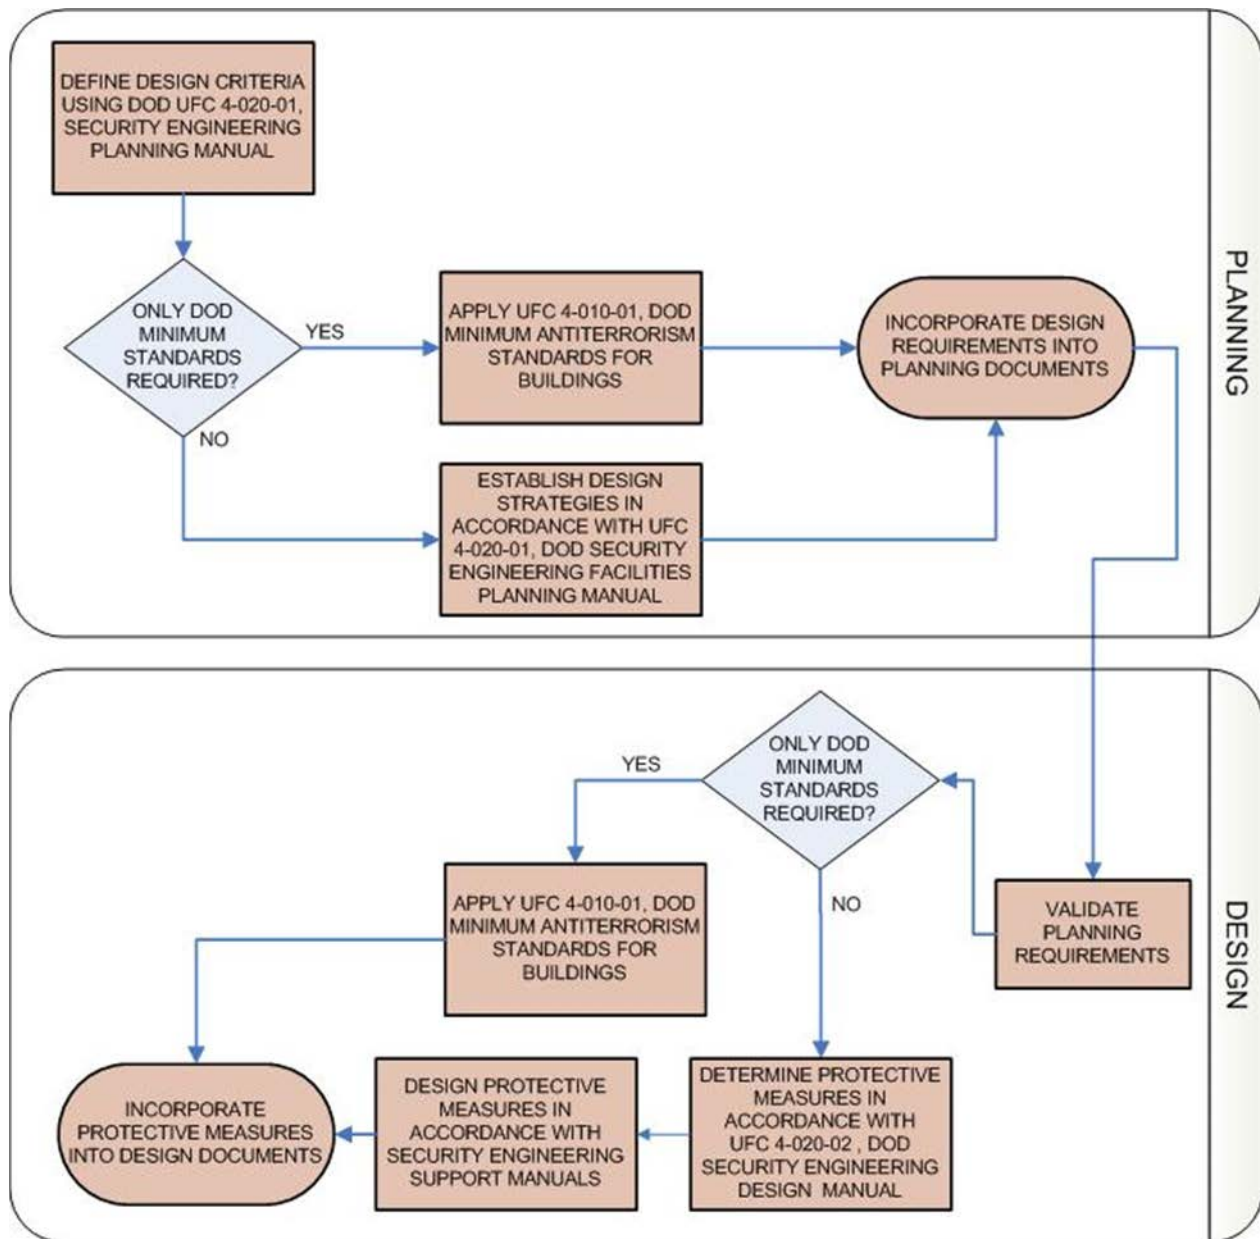 DEFINE DESIGN CRITERIA
USING DOD UFC 4-020-01,
SECURITY ENGINEERING
PLANNING MANUAL
ONLY DOD
MINIMUM
STANDARDS
REQUIRED?
YES
NO
APPLY UFC 4-010-01, DOD
MINIMUM ANTITERRORISM
STANDARDS FOR
BUILDINGS
ESTABLISH DESIGN
STRATEGIES IN
ACCORDANCE WITH UFC
4-020-01, DOD SECURITY
ENGINEERING FACILITIES
PLANNING MANUAL
INCORPORATE DESIGN
REQUIREMENTS INTO
PLANNING DOCUMENTS
PLANNING
VALIDATE
PLANNING
REQUIREMENTS
ONLY DOD
MINIMUM
STANDARDS
REQUIRED?
YES
NO
APPLY UFC 4-010-01, DOD
MINIMUM ANTITERRORISM
STANDARDS FOR
BUILDINGS
DETERMINE PROTECTIVE
MEASURES IN
ACCORDANCE WITH
UFC 4-020-02 , DOD
SECURITY ENGINEERING
DESIGN MANUAL
DESIGN PROTECTIVE
MEASURES IN
ACCORDANCE WITH
SECURITY ENGINEERING
SUPPORT MANUALS
INCORPORATE
PROTECTIVE MEASURES
INTO DESIGN DOCUMENTS
DESIGN